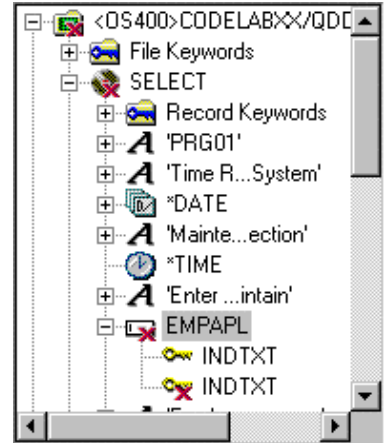 <OS400>CODELABXX/QDD
File Keywords
SELECT
Record Keywords
'PRG01'
'Time R...System'
*DATE
'Mainte...ection'
*TIME
'Enter ...intain'
EMPAPL
INDTXT
INDTXT